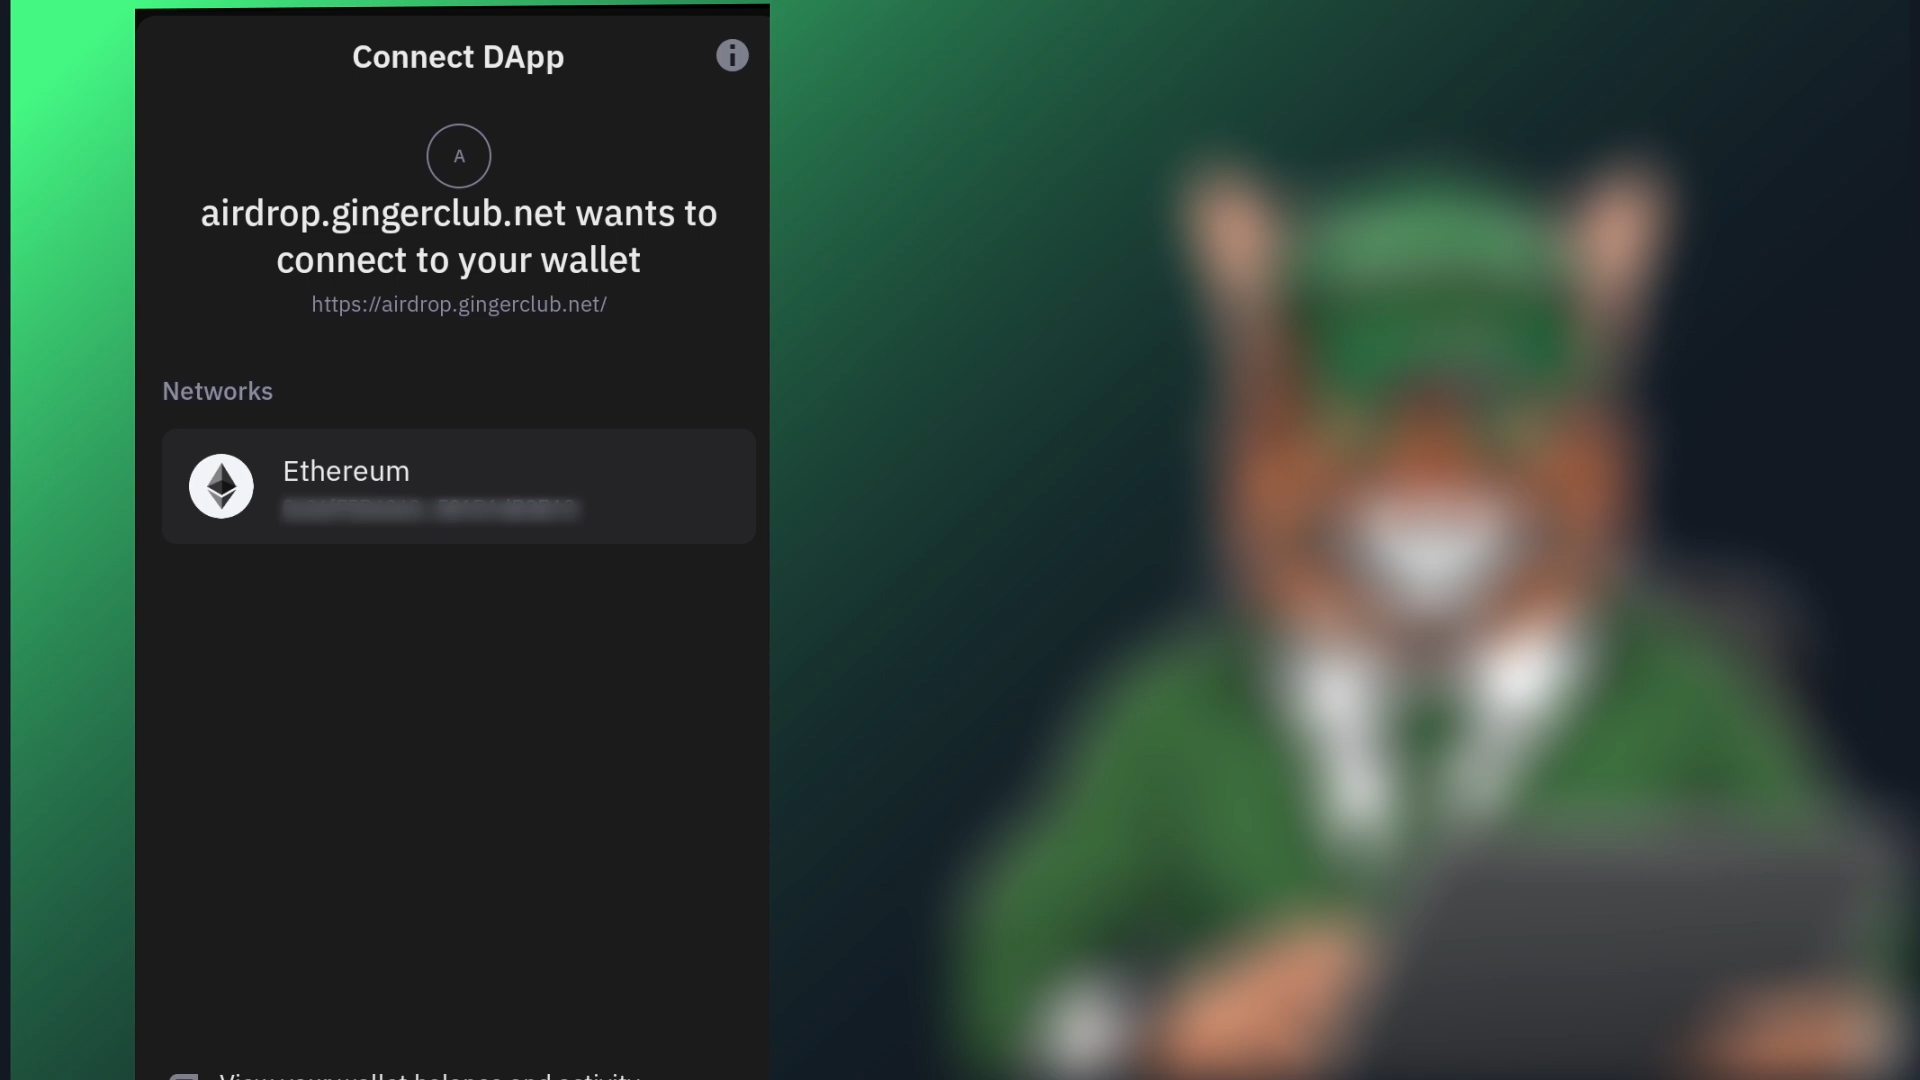 Connect DApp
A
airdrop.gingerclub.net wants to
connect to your wallet
https://airdrop.gingerclub.net/
Networks
Ethereum
View your wallet balance and activity